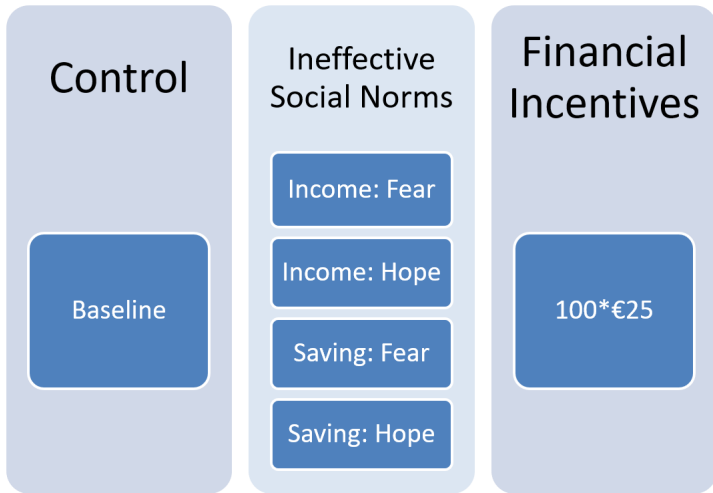 Control
Baseline
Ineffective
Social Norms
Income: Fear
Income: Hope
Saving: Fear
Saving: Hope
Financial
Incentives
100*€25